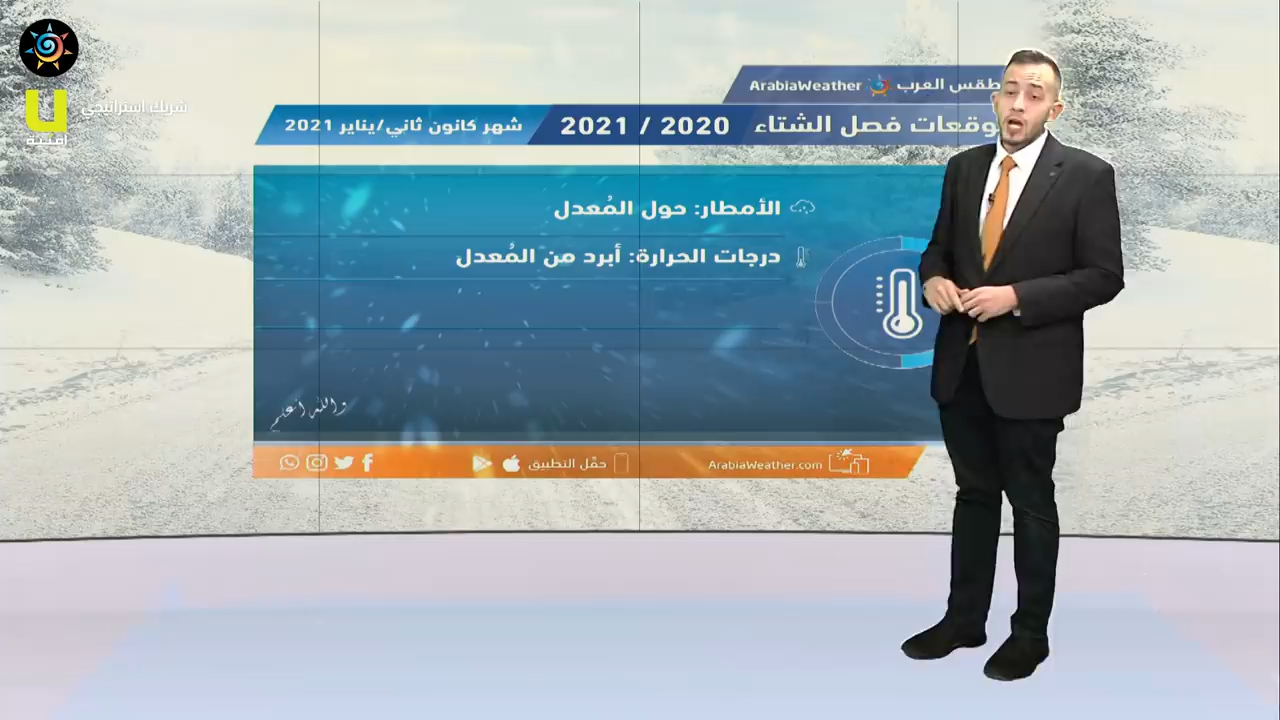 شريك استراتيجي
أمنية
طقس العرب ArabiaWeather
توقعات فصل الشتاء 2020 / 2021
شهر كانون ثاني/يناير 2021
الأمطار: حول المُعدل
درجات الحرارة: أبرد من المُعدل
والله أعلم
ArabiaWeather.com
حمّل التطبيق